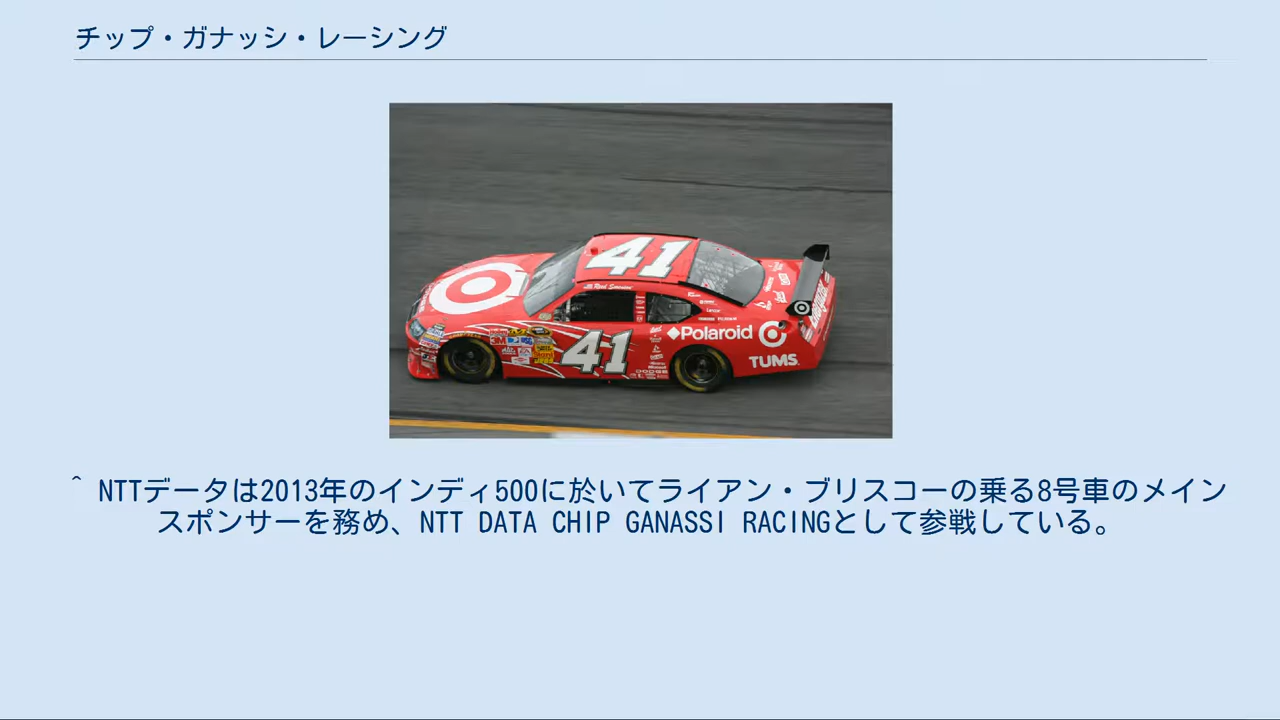 チップ・ガナッシ・レーシング
41
41
Polaroid
TUMS
3M
^ NTTデータは2013年のインディ500に於いてライアン・ブリスコーの乗る8号車のメイン
スポンサーを務め、NTT DATA CHIP GANASSI RACINGとして参戦している。